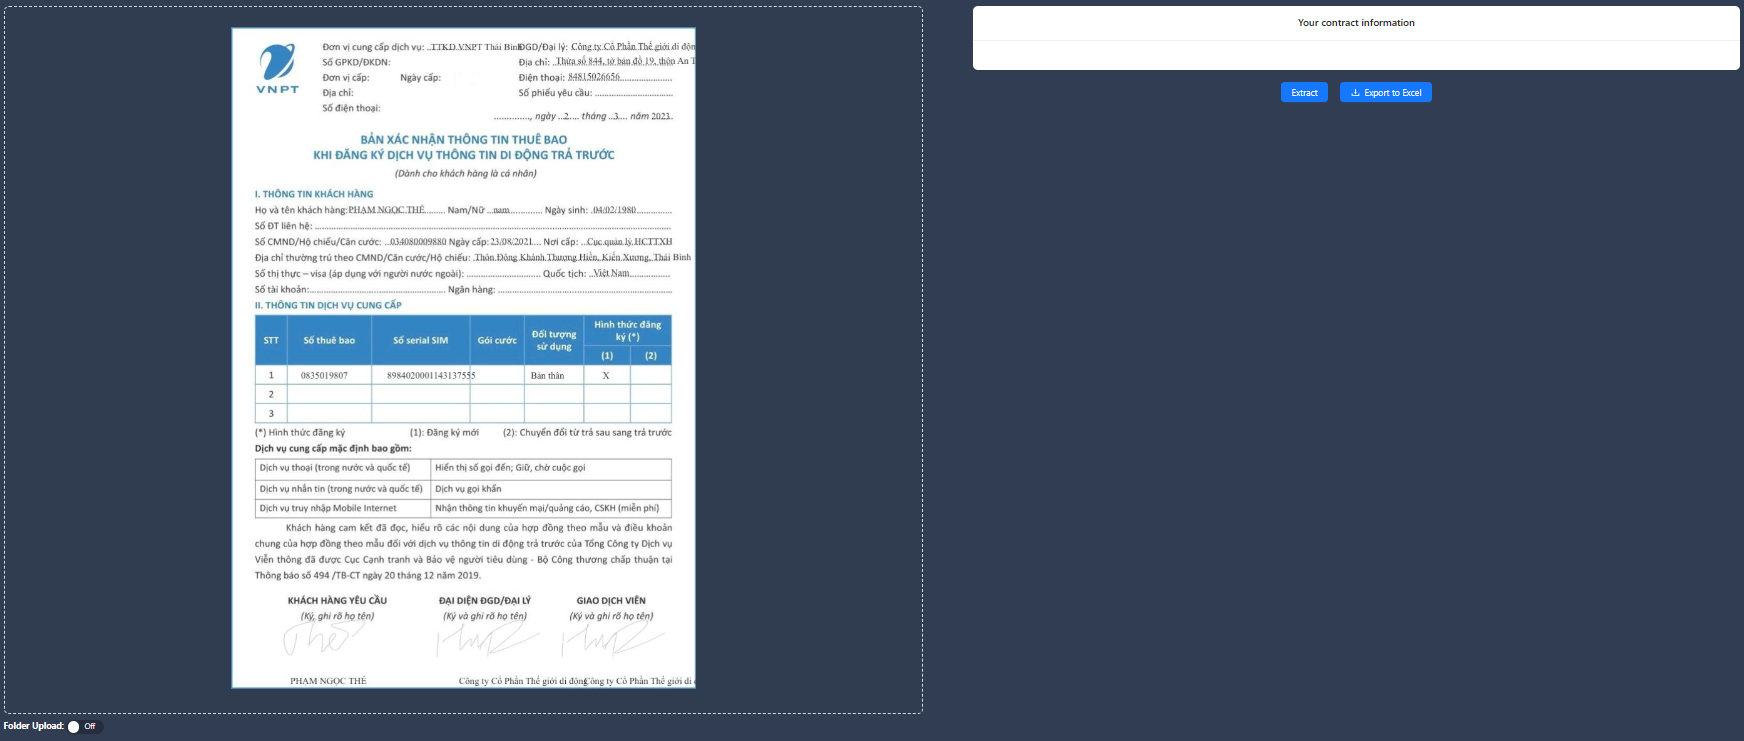 VNPT
Đơn vị cung cấp dịch vụ: ..TTKD.VNPT Thái Bình
ĐGD/Đại lý: Công ty Cổ Phần Thế giới di độn
Số GPKD/ĐKDN:
Địa chỉ: ..Thửa số 844, tờ bản đồ 19, thôn An T
Đơn vị cấp: Ngày cấp:
Điện thoại: 84815026656
Địa chỉ:
Số phiếu yêu cầu:
Số điện thoại:
............., ngày ..2.... tháng ..3.... năm 2023..
BẢN XÁC NHẬN THÔNG TIN THUÊ BAO
KHI ĐĂNG KÝ DỊCH VỤ THÔNG TIN DI ĐỘNG TRẢ TRƯỚC
(Dành cho khách hàng là cá nhân)
I. THÔNG TIN KHÁCH HÀNG
Họ và tên khách hàng:PHẠM NGỌC THẾ........ Nam/Nữ ...nam............. Ngày sinh: .04/02/1980..............
Số ĐT liên hệ:
Số CMND/Hộ chiếu/Căn cước: ..034080009880 Ngày cấp: 23/08/2021.... Nơi cấp: ...Cục quản lý HCTTXH
Địa chỉ thường trú theo CMND/Căn cước/Hộ chiếu: .Thôn Đông Khánh Thượng Hiền, Kiến Xương, Thái Bình
Số thị thực – visa (áp dụng với người nước ngoài): ............................ Quốc tịch: ..Việt Nam................
Số tài khoản:.................................................... Ngân hàng:
II. THÔNG TIN DỊCH VỤ CUNG CẤP
STT Số thuê bao Số serial SIM Gói cước Đối tượng sử dụng Hình thức đăng ký (*)
(1) (2)
1 0835019807 8984020001143137555 Bản thân X
2
3
(*) Hình thức đăng ký (1): Đăng ký mới (2): Chuyển đổi từ trả sau sang trả trước
Dịch vụ cung cấp mặc định bao gồm:
Dịch vụ thoại (trong nước và quốc tế) Hiển thị số gọi đến; Giữ, chờ cuộc gọi
Dịch vụ nhắn tin (trong nước và quốc tế) Dịch vụ gọi khẩn
Dịch vụ truy nhập Mobile Internet Nhận thông tin khuyến mại/quảng cáo, CSKH (miễn phí)
Khách hàng cam kết đã đọc, hiểu rõ các nội dung của hợp đồng theo mẫu và điều khoản
chung của hợp đồng theo mẫu đối với dịch vụ thông tin di động trả trước của Tổng Công ty Dịch vụ
Viễn thông đã được Cục Cạnh tranh và Bảo vệ người tiêu dùng - Bộ Công thương chấp thuận tại
Thông báo số 494 /TB-CT ngày 20 tháng 12 năm 2019.
KHÁCH HÀNG YÊU CẦU ĐẠI DIỆN ĐGD/ĐẠI LÝ GIAO DỊCH VIÊN
(Ký, ghi rõ họ tên) (Ký và ghi rõ họ tên) (Ký và ghi rõ họ tên)
Thế
PHẠM NGỌC THẾ Công ty Cổ Phần Thế giới di động Công ty Cổ Phần Thế giới di
Folder Upload: Off
Your contract information
Extract Export to Excel